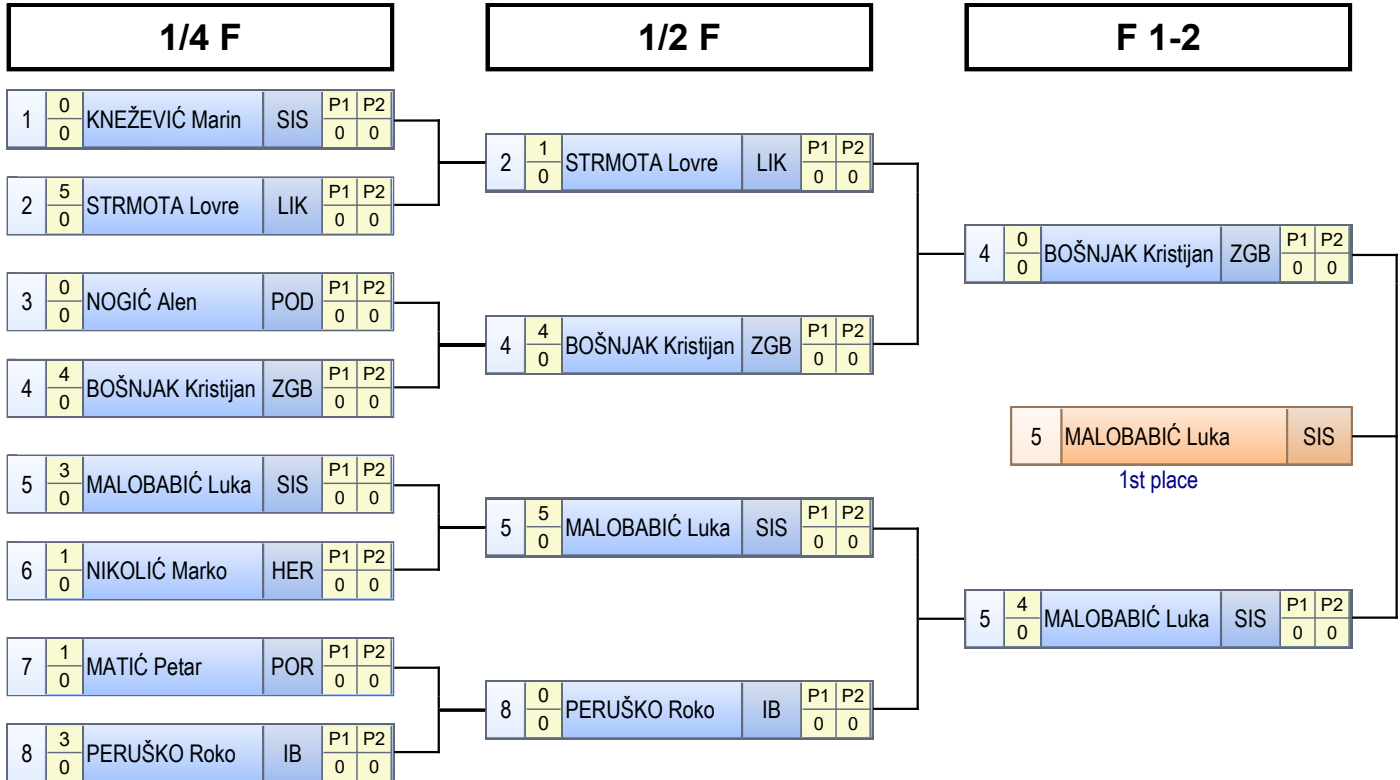 1/4 F
1/2 F
F 1-2
1 0 KNEŽEVIĆ Marin SIS P1 P2
0 0 0
2 5 STRMOTA Lovre LIK P1 P2
0 0 0
3 0 NOGIĆ Alen POD P1 P2
0 0 0
4 4 BOŠNJAK Kristijan ZGB P1 P2
0 0 0
5 3 MALOBABIĆ Luka SIS P1 P2
0 0 0
6 1 NIKOLIĆ Marko HER P1 P2
0 0 0
7 1 MATIĆ Petar POR P1 P2
0 0 0
8 3 PERUŠKO Roko IB P1 P2
0 0 0
2 1 STRMOTA Lovre LIK P1 P2
0 0 0
4 4 BOŠNJAK Kristijan ZGB P1 P2
0 0 0
5 5 MALOBABIĆ Luka SIS P1 P2
0 0 0
8 0 PERUŠKO Roko IB P1 P2
0 0 0
4 0 BOŠNJAK Kristijan ZGB P1 P2
0 0 0
5 MALOBABIĆ Luka SIS
1st place
5 4 MALOBABIĆ Luka SIS P1 P2
0 0 0